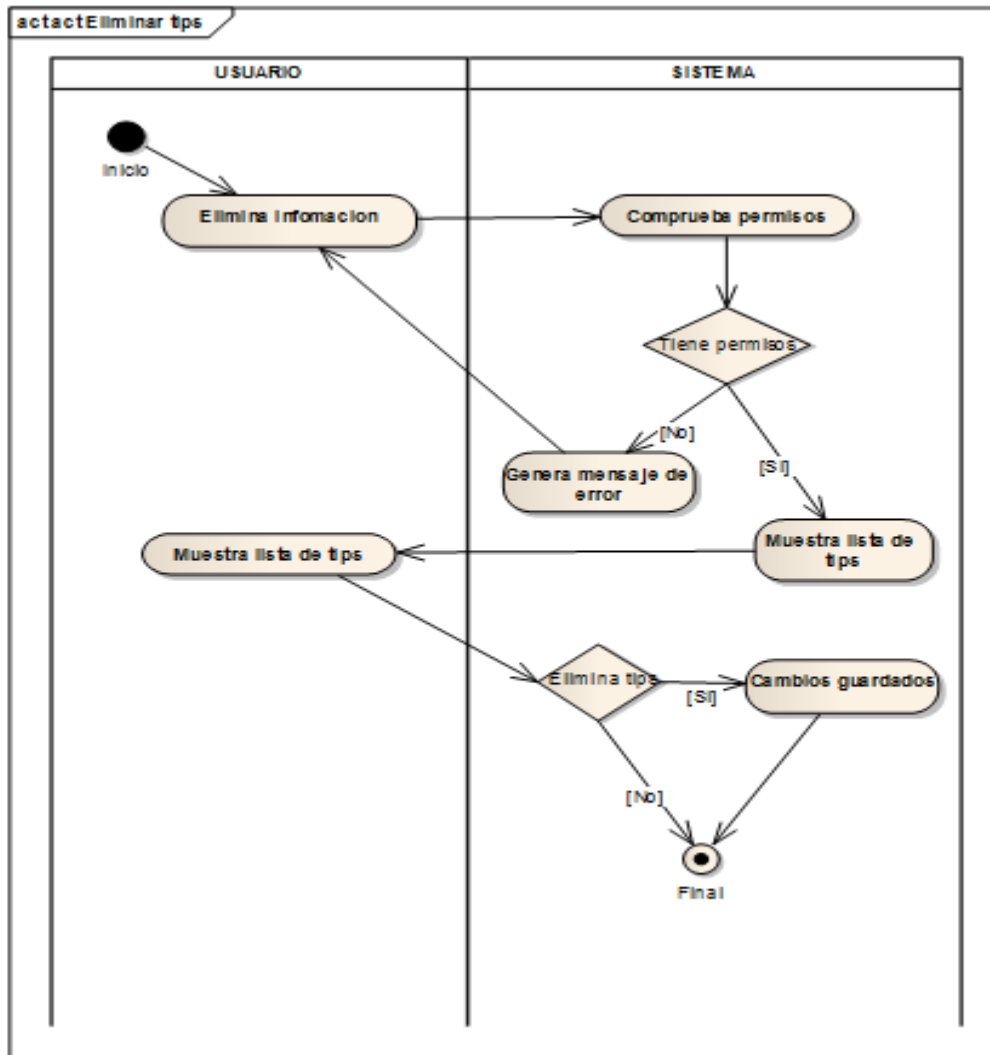 actactEliminar tips
USUARIO
SISTEMA
Inicio
Elimina Infomacion
Comprueba permisos
Tiene permisos
[No]
[Si]
Genera mensaje de
error
Muestra lista de
tips
Muestra lista de tips
Elimina tips
[Si]
Cambios guardados
[No]
Final